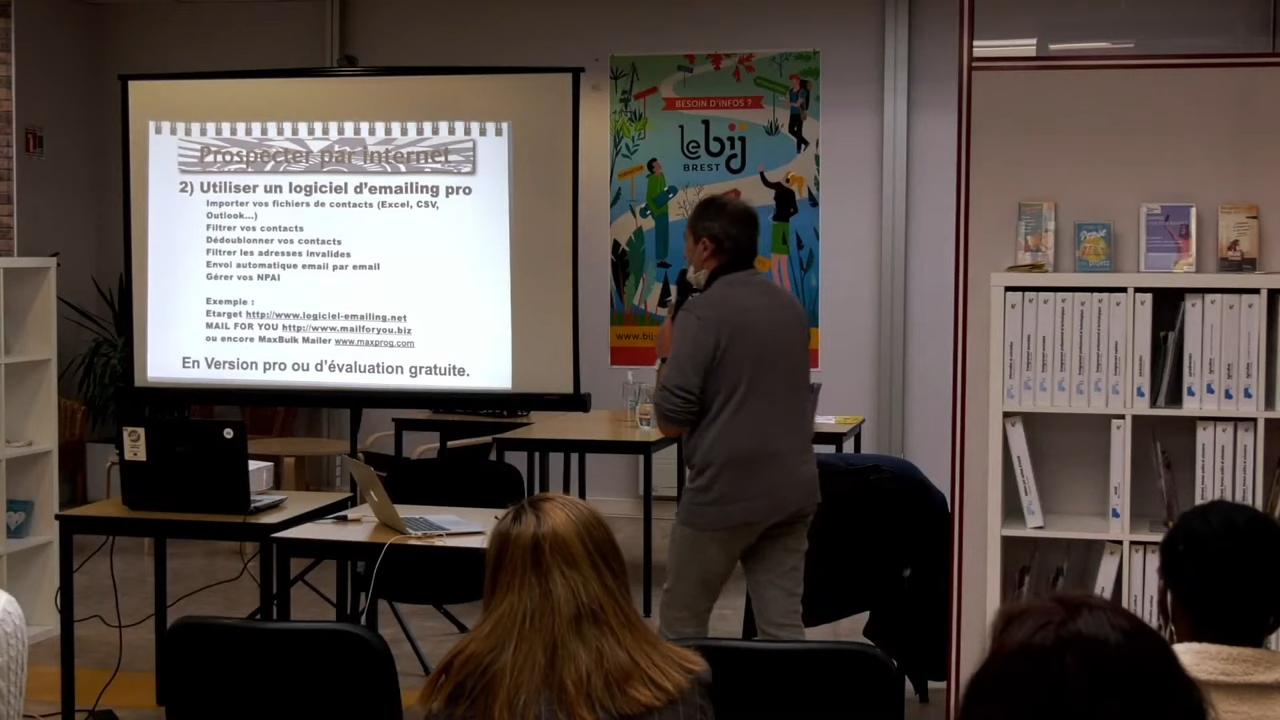 Prospecter par Internet
2) Utiliser un logiciel d'emailing pro
Importer vos fichiers de contacts (Excel, CSV,
Outlook...)
Filtrer vos contacts
Dédoublonner vos contacts
Filtrer les adresses invalides
Envoi automatique email par email
Gérer vos NPAI
Exemple :
Etarget http://www.logiciel-emailing.net
MAIL FOR YOU http://www.mailforyou.biz
ou encore MaxBulk Mailer www.maxprog.com
En Version pro ou d'évaluation gratuite.
BESOIN D'INFOS ?
le bij
BREST
www.bij